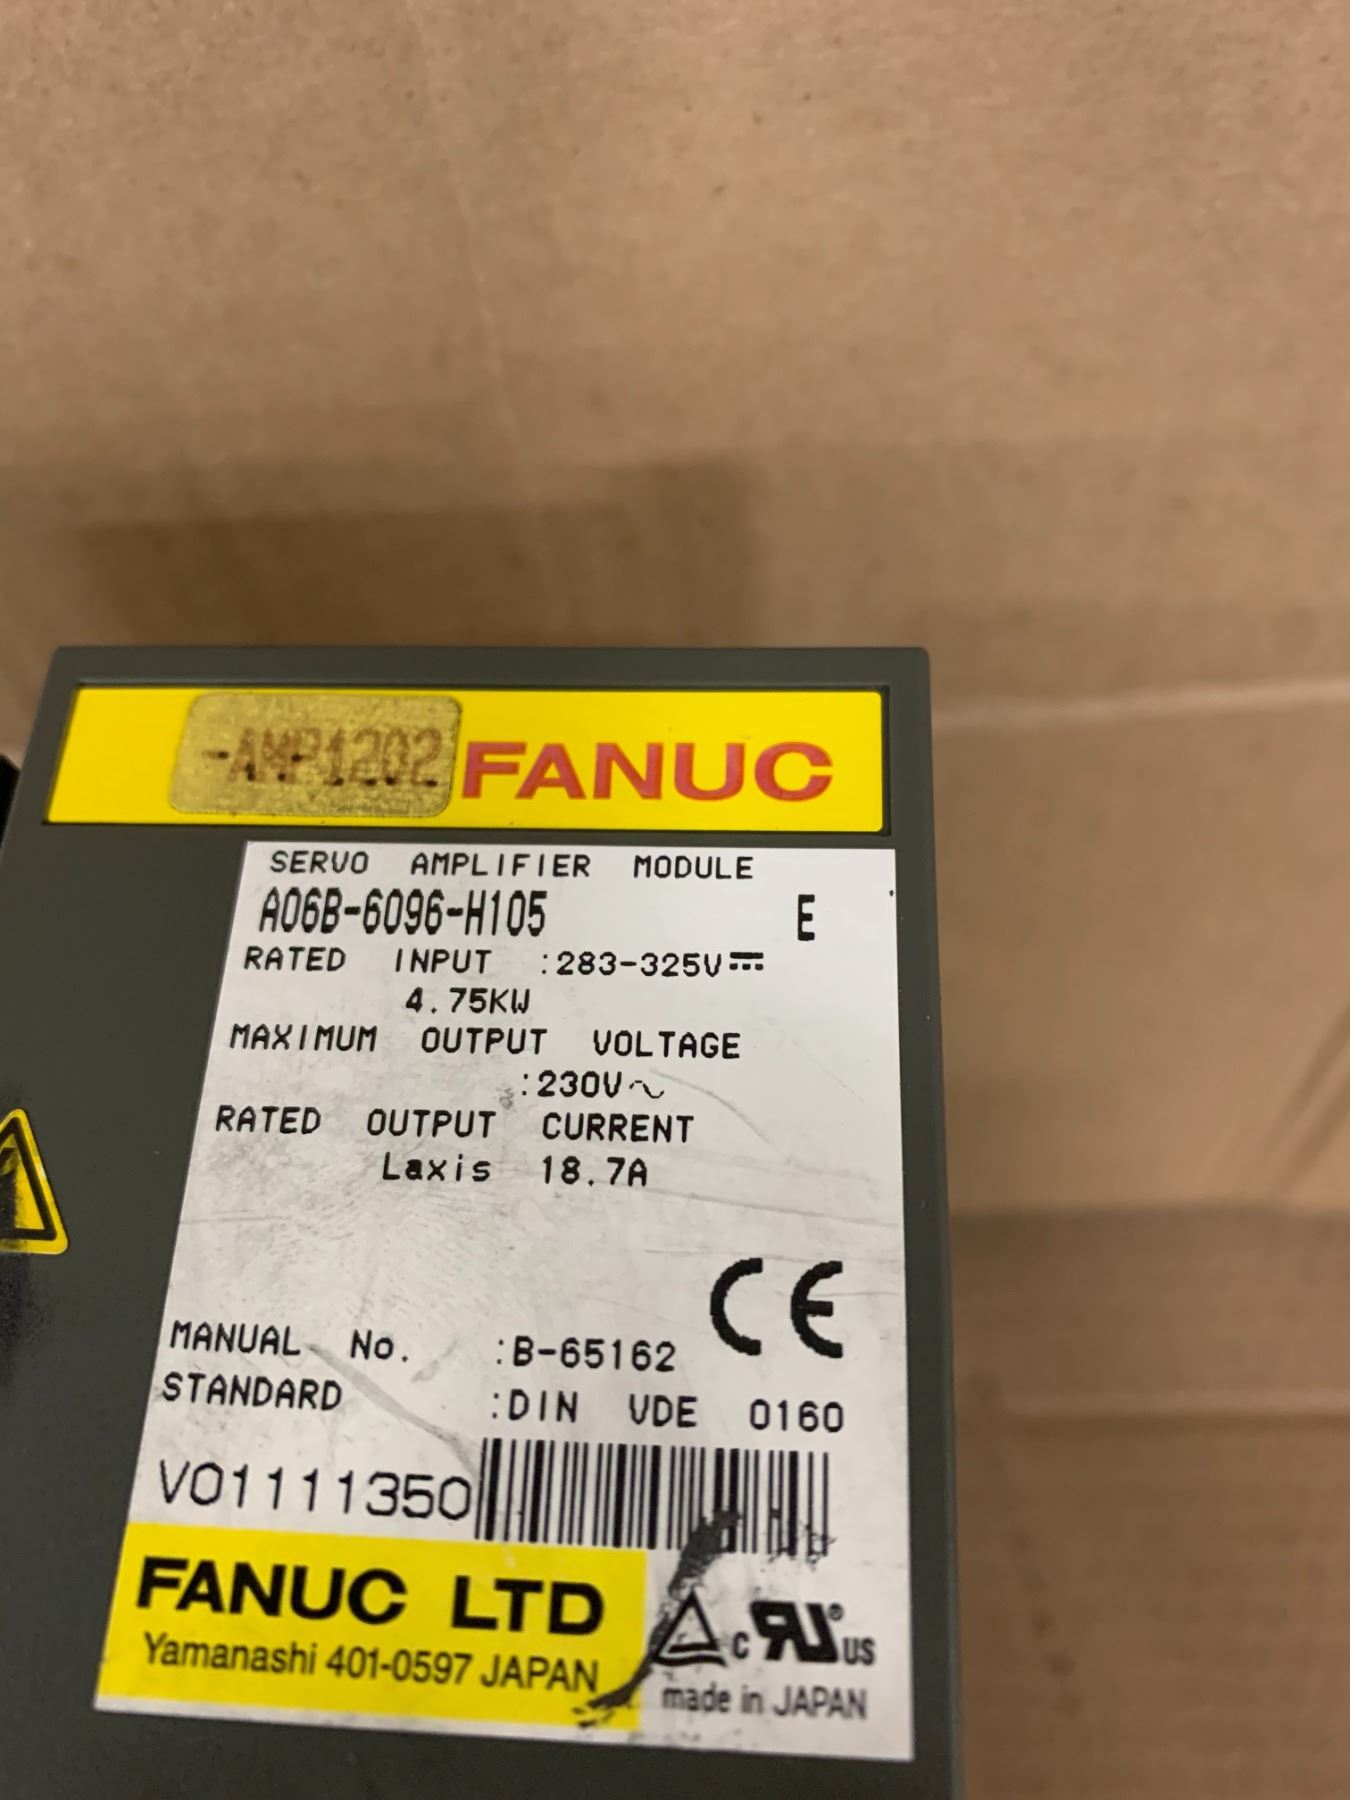 -AMP1202 FANUC
SERVO AMPLIFIER MODULE
A06B-6096-H105 E
RATED INPUT :283-325V⎓
4.75KW
MAXIMUM OUTPUT VOLTAGE
:230V~
RATED OUTPUT CURRENT
Laxis 18.7A
CE
MANUAL No. :B-65162
STANDARD :DIN VDE 0160
V01111350
FANUC LTD
Yamanashi 401-0597 JAPAN
c RU® US
made in JAPAN